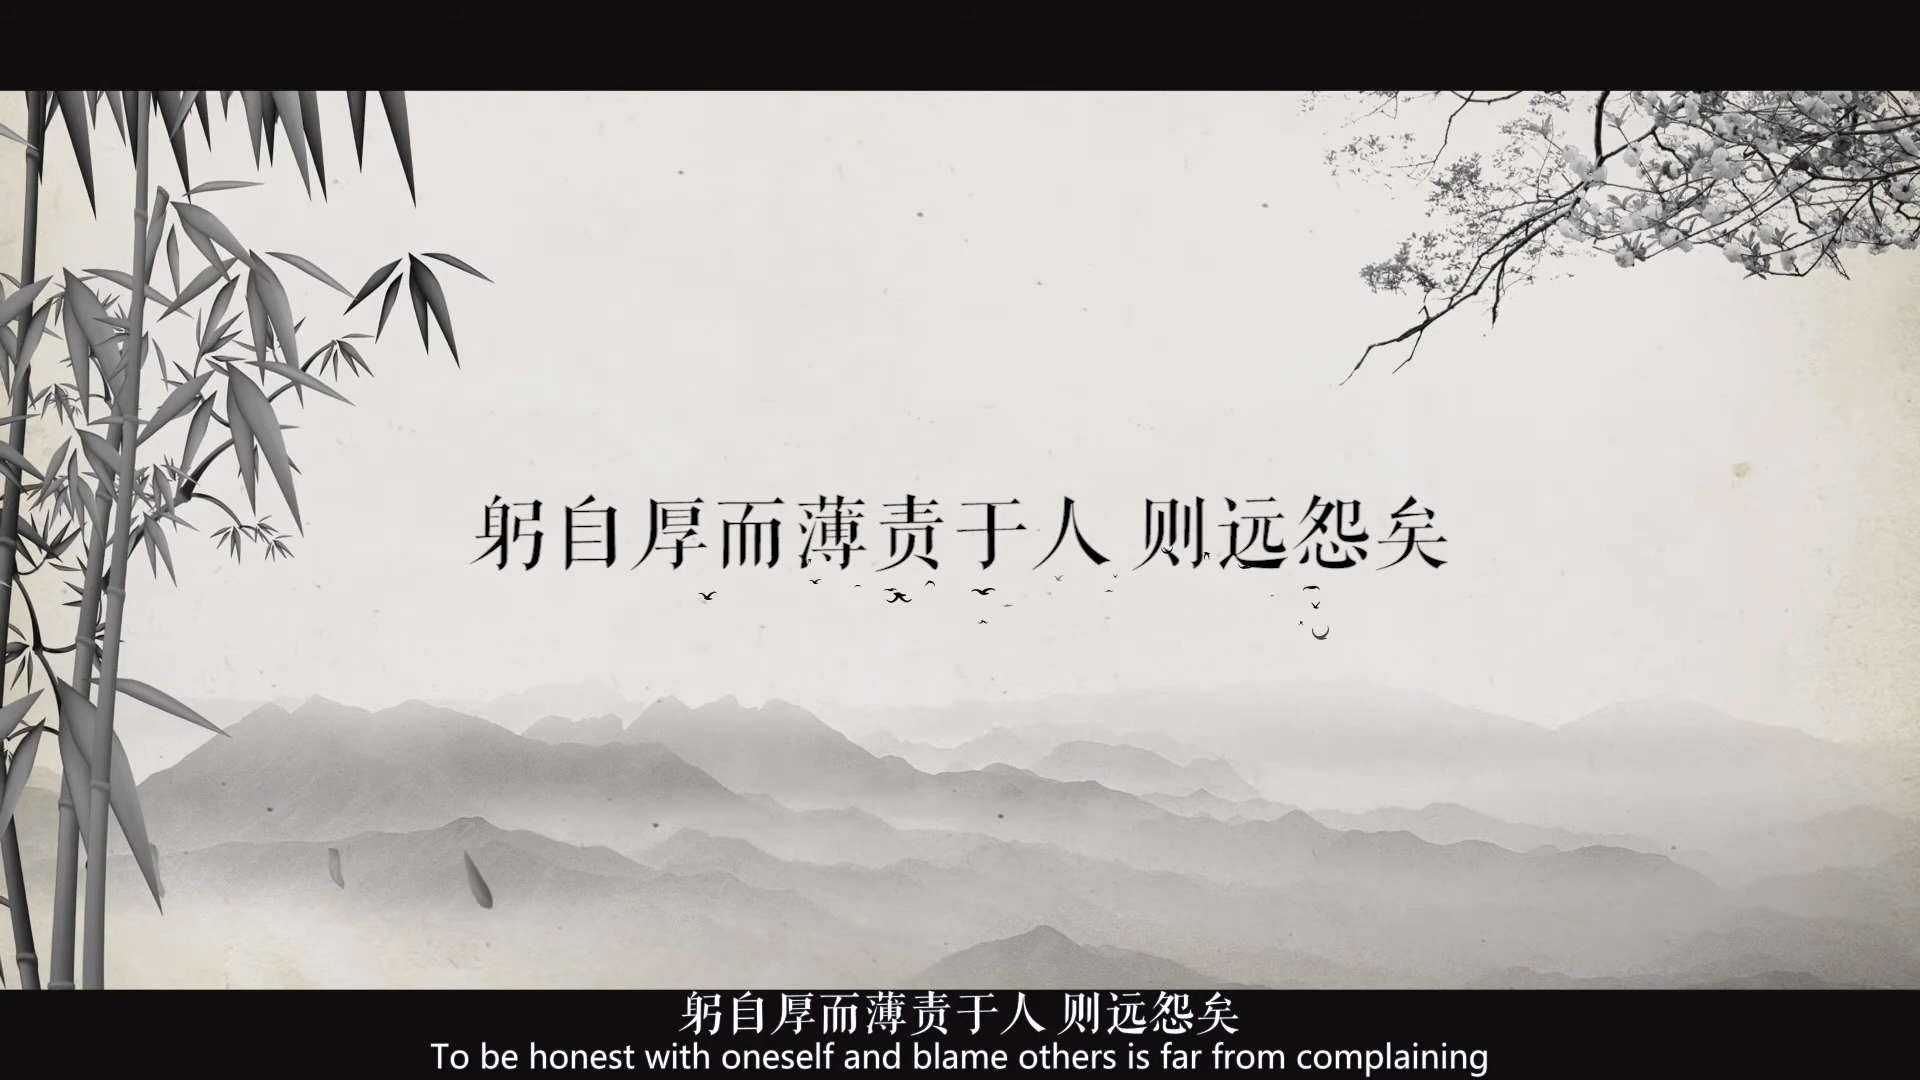 躬自厚而薄责于人 则远怨矣
躬自厚而薄责于人 则远怨矣
To be honest with oneself and blame others is far from complaining